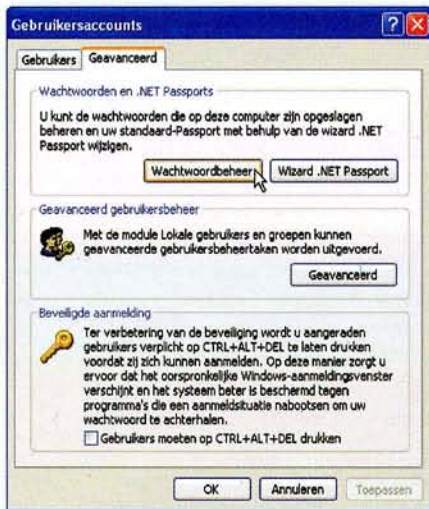 Gebruikersaccounts
Gebruikers
Geavanceerd
Wachtwoorden en .NET Passports
U kunt de wachtwoorden die op deze computer zijn opgeslagen
beheren en uw standaard-Passport met behulp van de wizard .NET
Passport wijzigen.
Wachtwoordbeheer
Wizard .NET Passport
Geavanceerd gebruikersbeheer
Met de module Lokale gebruikers en groepen kunnen
geavanceerde gebruikersbeheertaken worden uitgevoerd.
Geavanceerd
Beveiligde aanmelding
Ter verbetering van de beveiliging wordt u aangeraden
gebruikers verplicht op CTRL+ALT+DEL te laten drukken
voordat zij zich kunnen aanmelden. Op deze manier zorgt u
ervoor dat het oorspronkelijke Windows-aanmeldingsvenster
verschijnt en het systeem beter is beschermd tegen
programma's die een aanmeldsituatie nabootsen om uw
wachtwoord te achterhalen.
Gebruikers moeten op CTRL+ALT+DEL drukken
OK
Annuleren
Toepassen